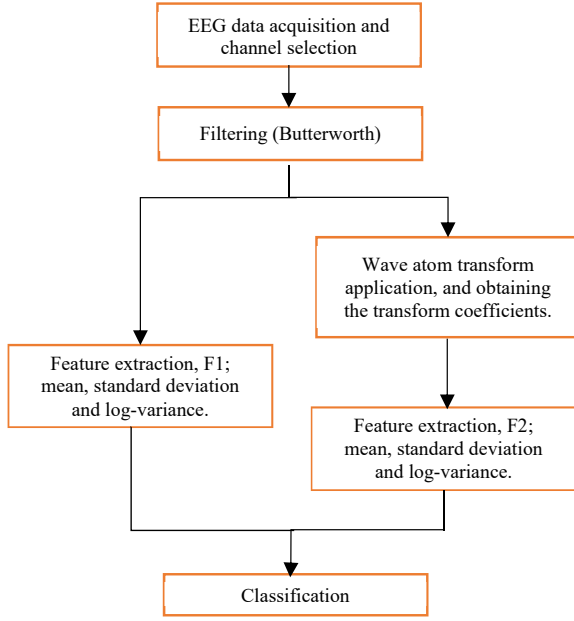 EEG data acquisition and
channel selection
Filtering (Butterworth)
Wave atom transform
application, and obtaining
the transform coefficients.
Feature extraction, F1;
mean, standard deviation
and log-variance.
Feature extraction, F2;
mean, standard deviation
and log-variance.
Classification